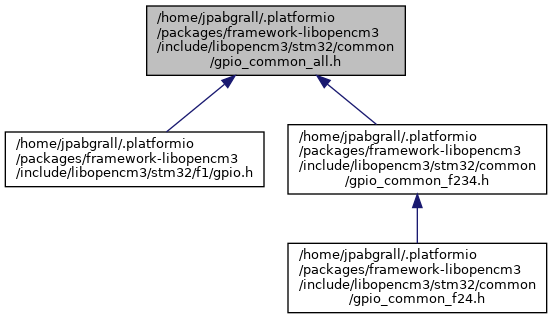 /home/jpabgrall/.platformio
/packages/framework-libopencm3
/include/libopencm3/stm32/common
/gpio_common_all.h
/home/jpabgrall/.platformio
/packages/framework-libopencm3
/include/libopencm3/stm32/f1/gpio.h
/home/jpabgrall/.platformio
/packages/framework-libopencm3
/include/libopencm3/stm32/common
/gpio_common_f234.h
/home/jpabgrall/.platformio
/packages/framework-libopencm3
/include/libopencm3/stm32/common
/gpio_common_f24.h